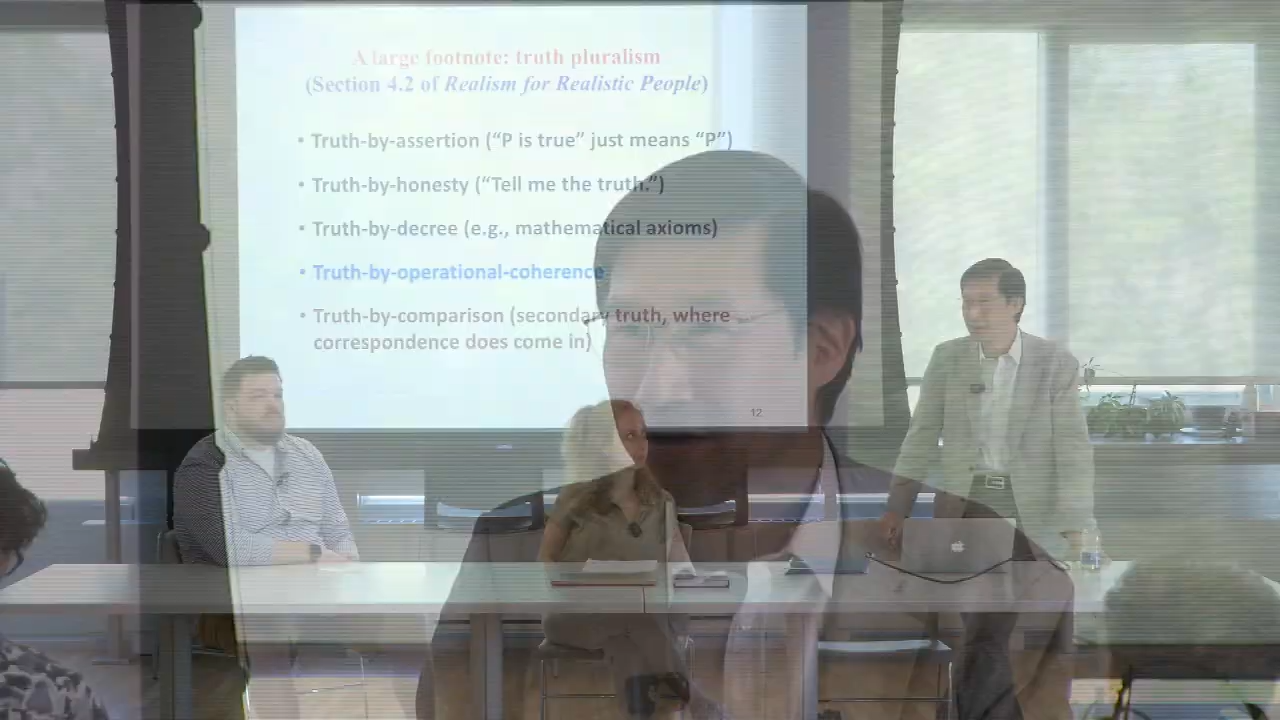 A large footnote: truth pluralism
(Section 4.2 of Realism for Realistic People)
• Truth-by-assertion (“P is true” just means “P”)
• Truth-by-honesty (“Tell me the truth.”)
• Truth-by-decree (e.g., mathematical axioms)
• Truth-by-operational-coherence
• Truth-by-comparison (secondary truth, where
correspondence does come in)
12